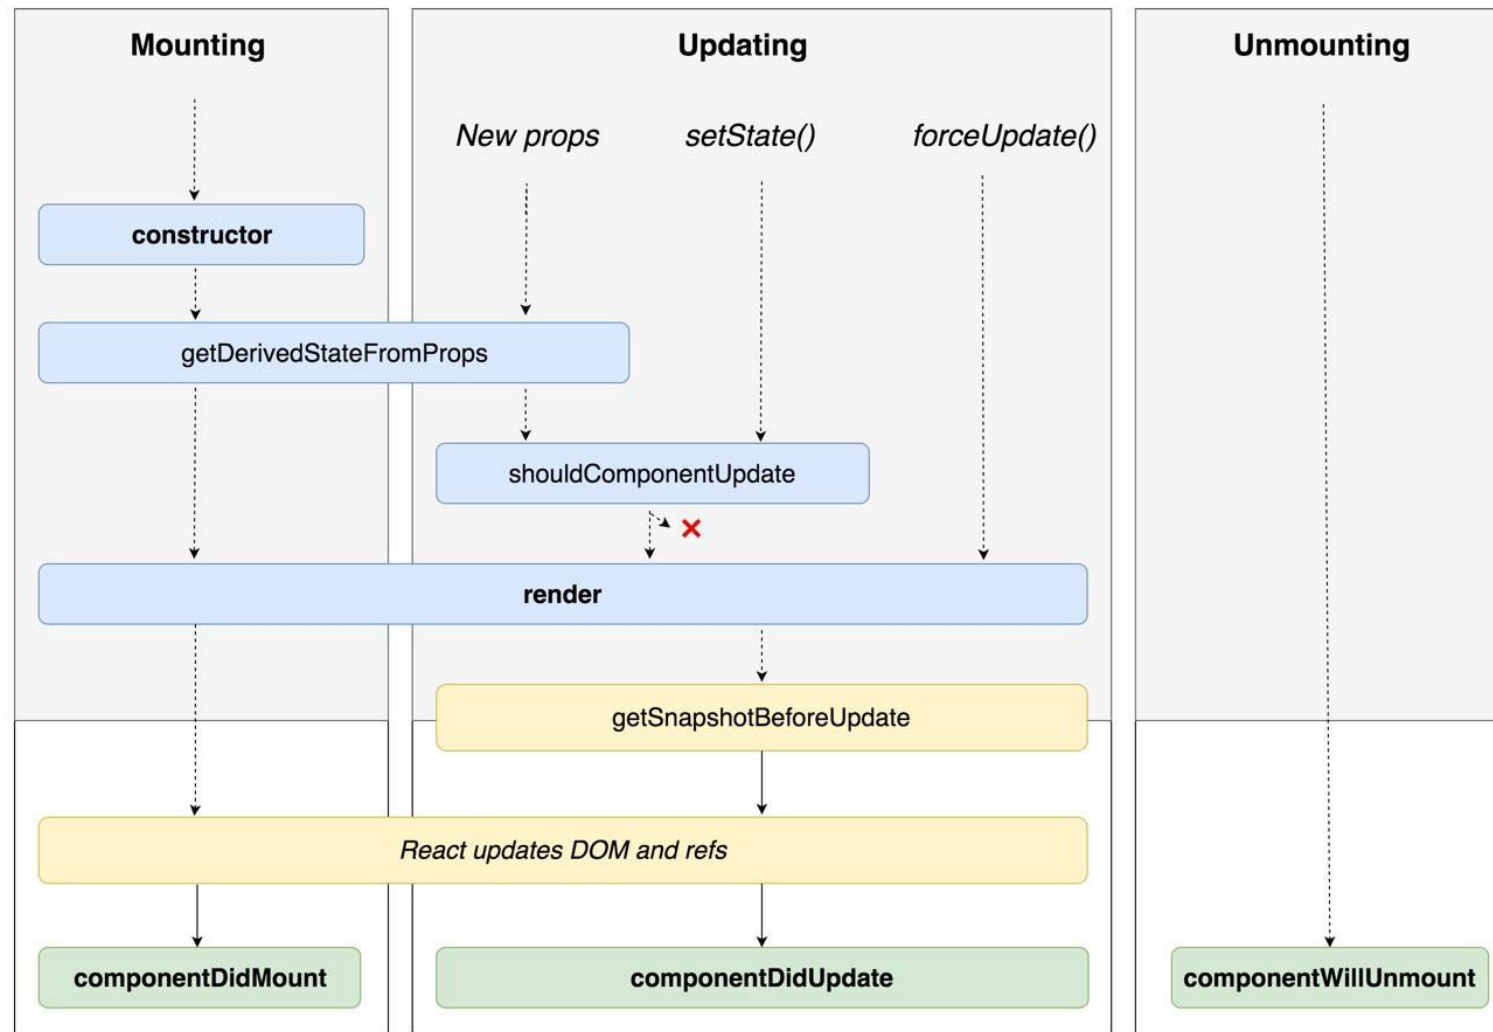 Mounting
Updating
Unmounting
New props
setState()
forceUpdate()
constructor
getDerivedStateFromProps
shouldComponentUpdate
render
getSnapshotBeforeUpdate
React updates DOM and refs
componentDidMount
componentDidUpdate
componentWillUnmount